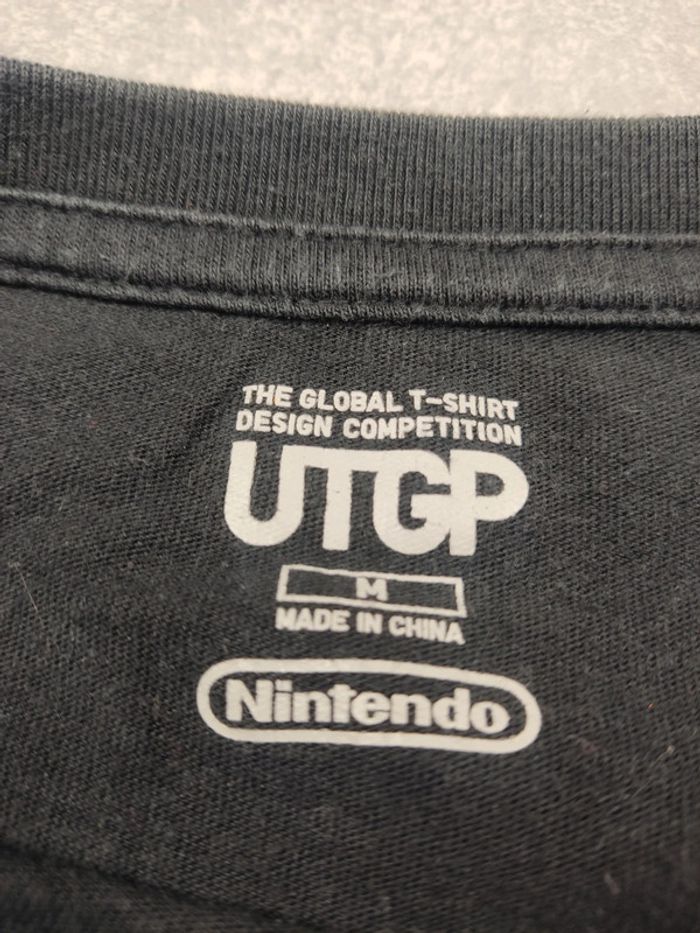 THE GLOBAL T-SHIRT
DESIGN COMPETITION
UTGP
M
MADE IN CHINA
Nintendo